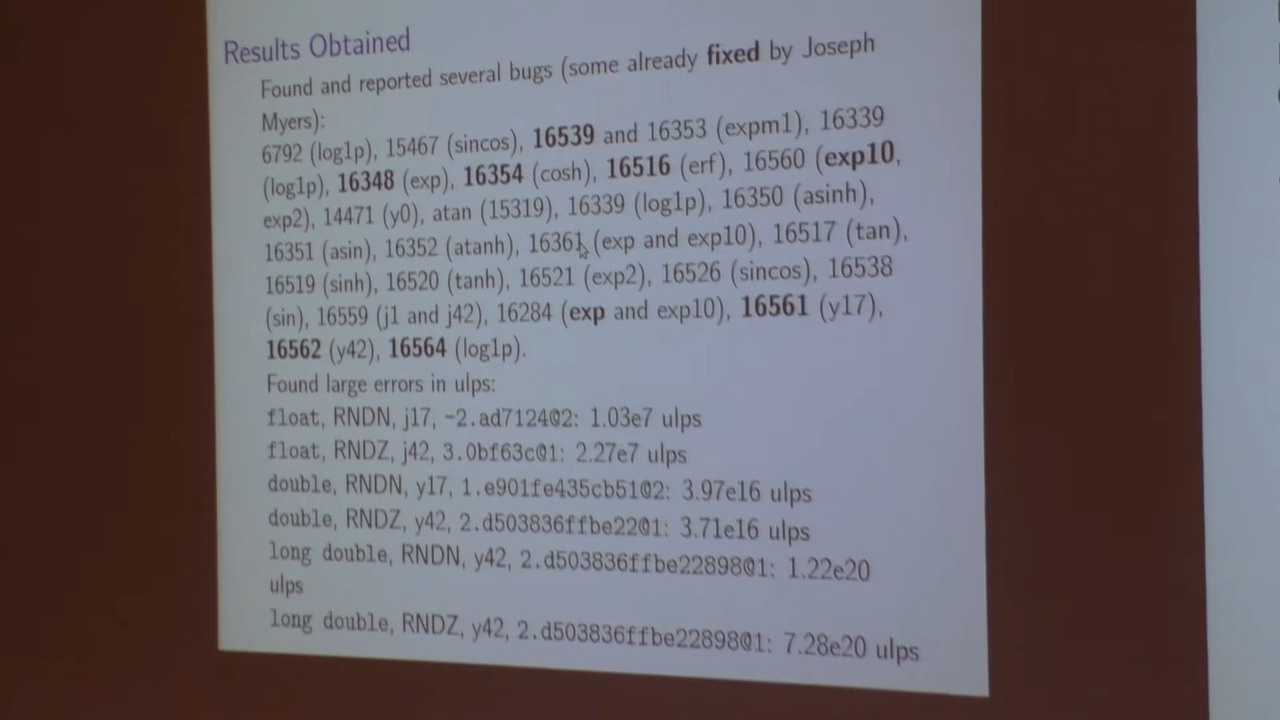 Results Obtained
Found and reported several bugs (some already fixed by Joseph
Myers):
6792 (log1p), 15467 (sincos), 16539 and 16353 (expm1), 16339
(log1p), 16348 (exp), 16354 (cosh), 16516 (erf), 16560 (exp10,
exp2), 14471 (y0), atan (15319), 16339 (log1p), 16350 (asinh),
16351 (asin), 16352 (atanh), 16361 (exp and exp10), 16517 (tan),
16519 (sinh), 16520 (tanh), 16521 (exp2), 16526 (sincos), 16538
(sin), 16559 (j1 and j42), 16284 (exp and exp10), 16561 (y17),
16562 (y42), 16564 (log1p).
Found large errors in ulps:
float, RNDN, j17, -2.ad7124@2: 1.03e7 ulps
float, RNDZ, j42, 3.0bf63c@1: 2.27e7 ulps
double, RNDN, y17, 1.e901fe435cb51@2: 3.97e16 ulps
double, RNDZ, y42, 2.d503836ffbe22@1: 3.71e16 ulps
long double, RNDN, y42, 2.d503836ffbe22898@1: 1.22e20
ulps
long double, RNDZ, y42, 2.d503836ffbe22898@1: 7.28e20 ulps